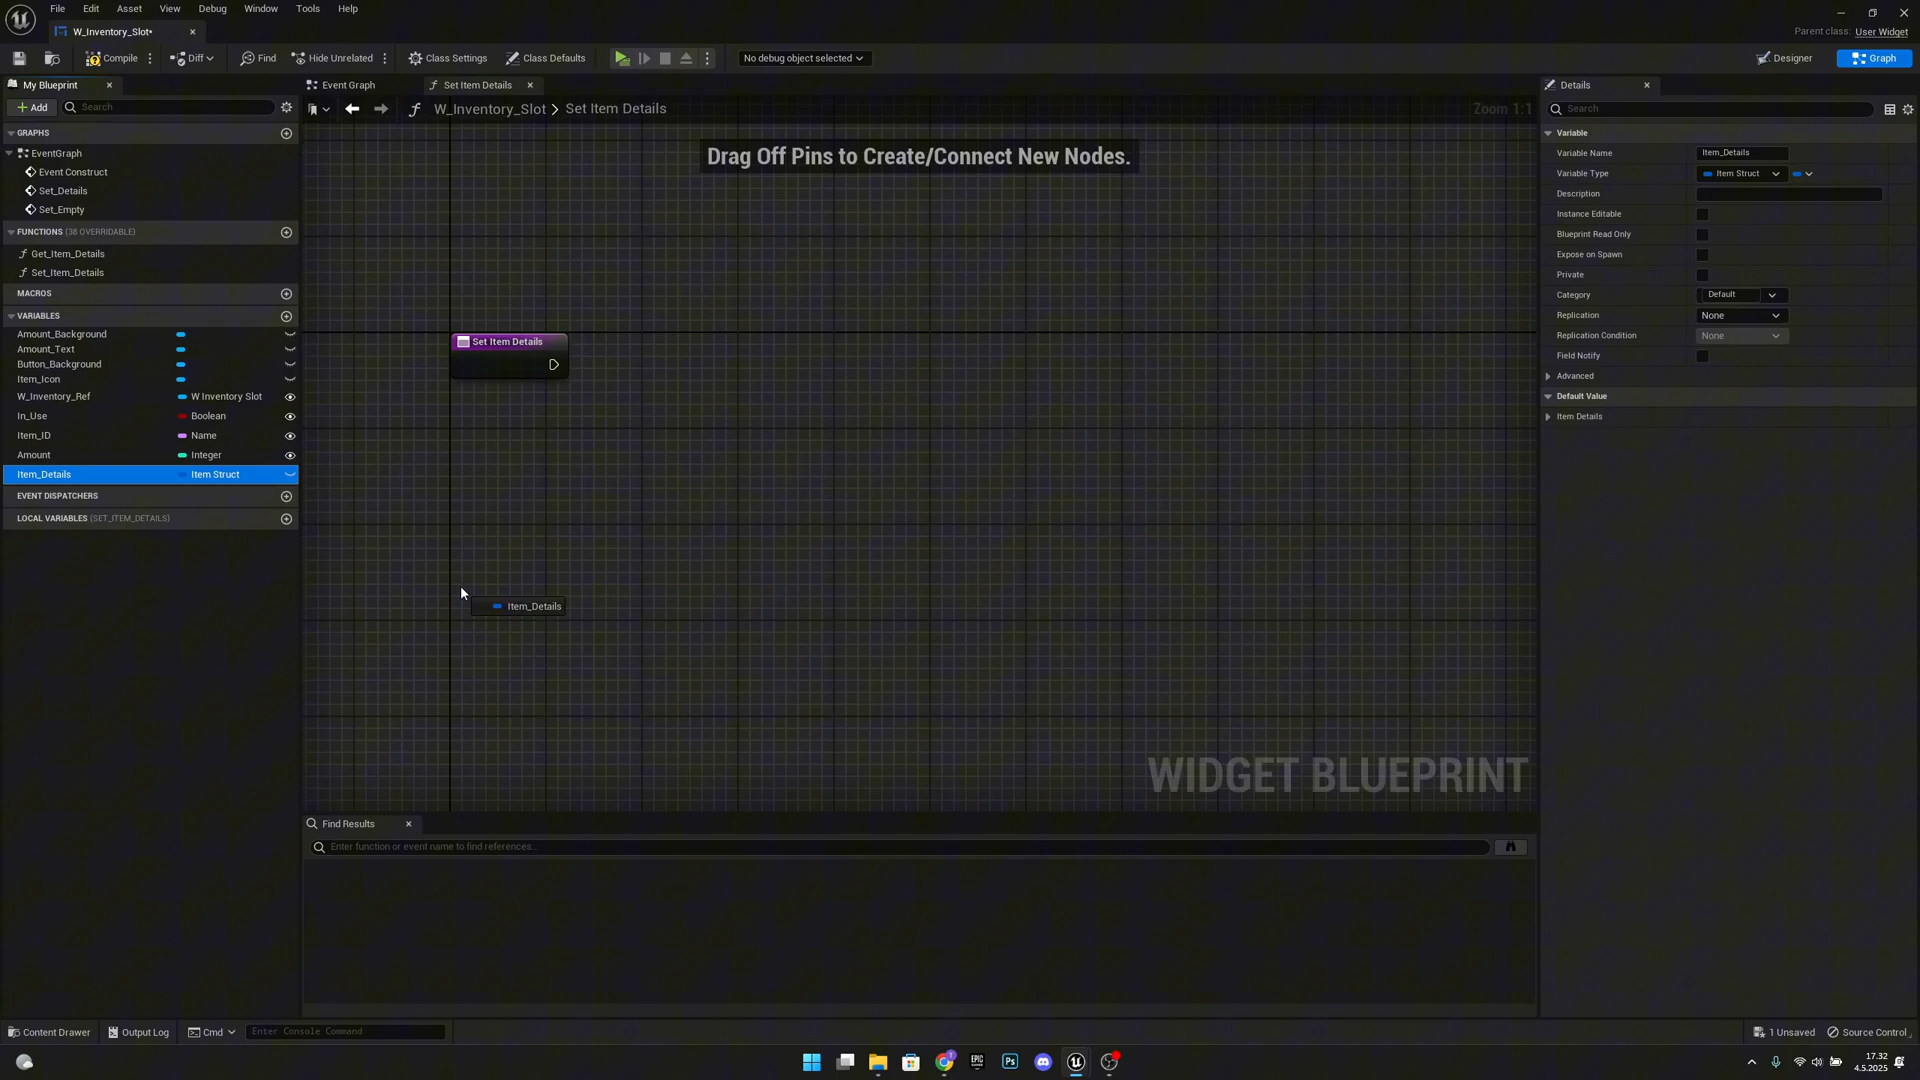 File Edit Asset View Debug Window Tools Help
W_Inventory_Slot•
Parent class: User Widget
Compile Diff Find Hide Unrelated Class Settings Class Defaults No debug object selected Designer Graph
My Blueprint Event Graph Set Item Details Details
Add Search W_Inventory_Slot > Set Item Details Zoom 1:1 Search
Drag Off Pins to Create/Connect New Nodes.
GRAPHS
EventGraph
Event Construct
Set_Details
Set_Empty
FUNCTIONS (38 OVERRIDABLE)
Get_Item_Details
Set_Item_Details
MACROS
VARIABLES
Amount_Background
Amount_Text
Button_Background
Item_Icon
W_Inventory_Ref W Inventory Slot
In_Use Boolean
Item_ID Name
Amount Integer
Item_Details Item Struct
EVENT DISPATCHERS
LOCAL VARIABLES (SET_ITEM_DETAILS)
Set Item Details
Item_Details
WIDGET BLUEPRINT
Variable
Variable Name Item_Details
Variable Type Item Struct
Description
Instance Editable
Blueprint Read Only
Expose on Spawn
Private
Category Default
Replication None
Replication Condition None
Field Notify
Advanced
Default Value
Item Details
Find Results
Enter function or event name to find references...
Content Drawer Output Log Cmd Enter Console Command 1 Unsaved Source Control
Ps
17.32
4.5.2025